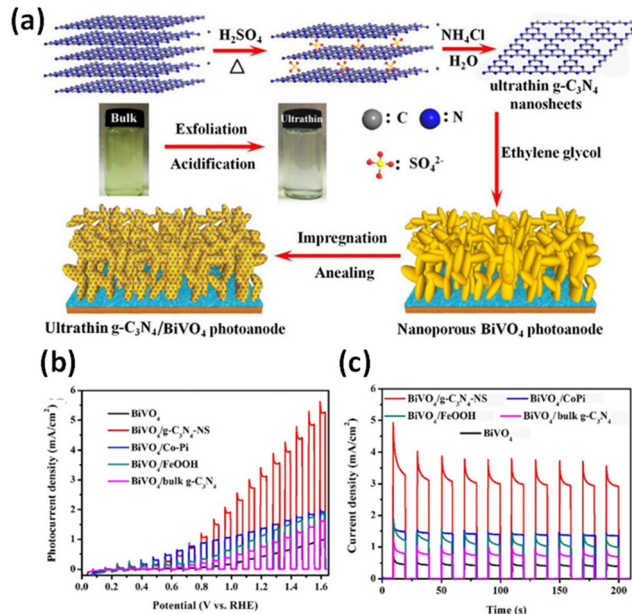 (a)
H₂SO₄
△
NH₄Cl
H₂O
ultrathin g-C₃N₄
nanosheets
Bulk
Exfoliation
Acidification
Ultrathin
: C
: N
: SO₄²⁻
Ethylene glycol
Impregnation
Anealing
Ultrathin g-C₃N₄/BiVO₄ photoanode
Nanoporous BiVO₄ photoanode
(b)
Photocurrent density (mA/cm²)
6
5
4
3
2
1
0
BiVO₄
BiVO₄/g-C₃N₄-NS
BiVO₄/Co-Pi
BiVO₄/FeOOH
BiVO₄/bulk g-C₃N₄
0.0 0.2 0.4 0.6 0.8 1.0 1.2 1.4 1.6
Potential (V vs. RHE)
(c)
Current density (mA/cm²)
6
5
4
3
2
1
0
BiVO₄/g-C₃N₄-NS
BiVO₄/CoPi
BiVO₄/FeOOH
BiVO₄/bulk g-C₃N₄
BiVO₄
0 50 100 150 200
Time (s)